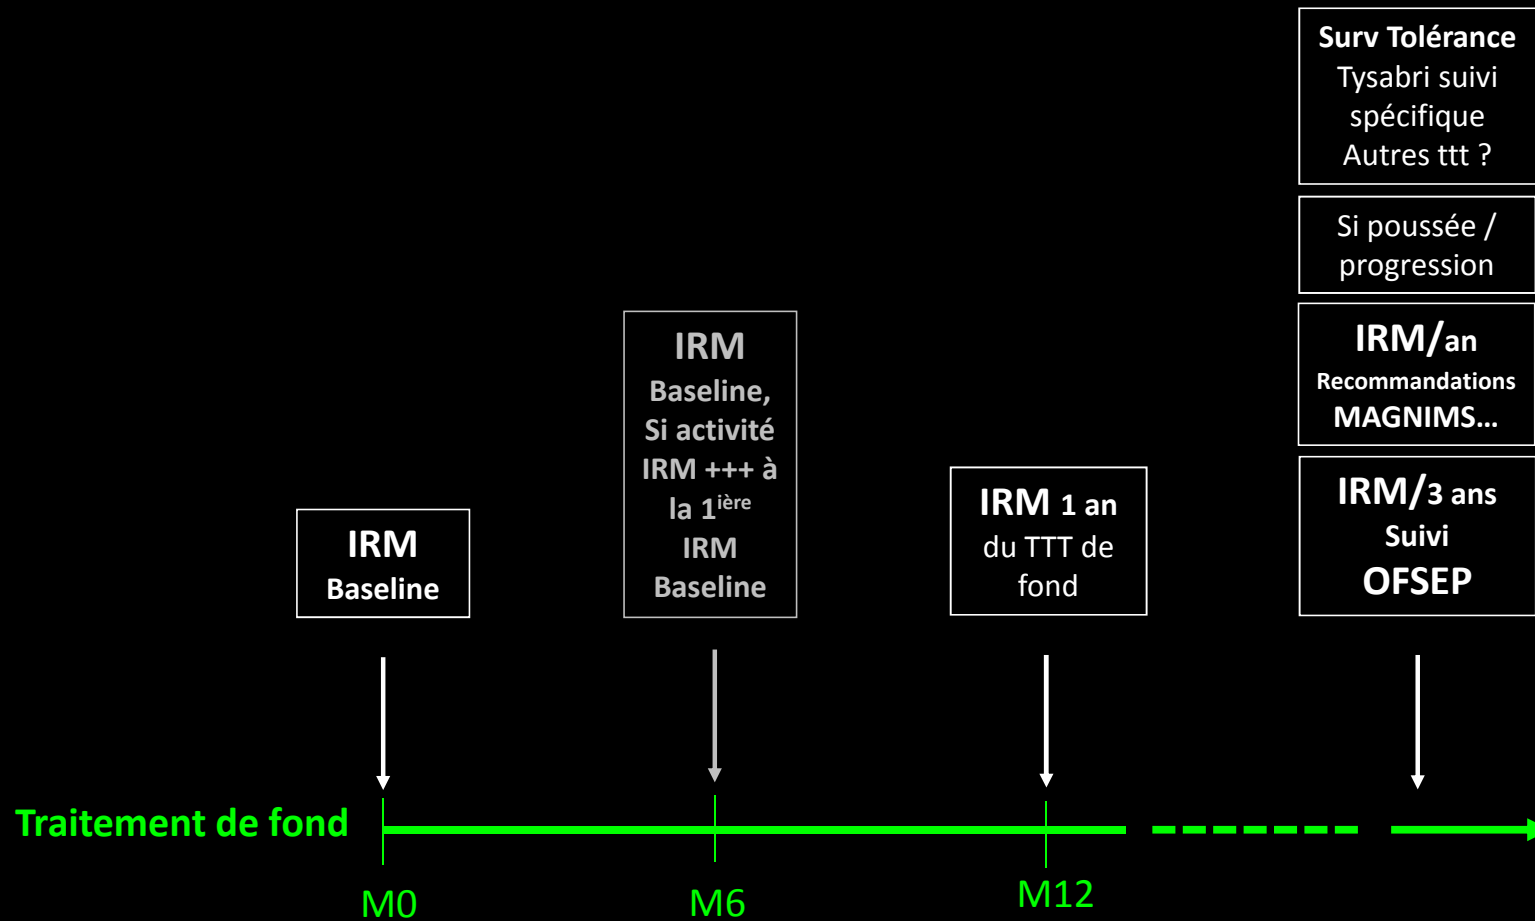 Surv Tolérance
Tysabri suivi
spécifique
Autres ttt ?
Si poussée /
progression
IRM/an
Recommandations
MAGNIMS...
IRM/3 ans
Suivi
OFSEP
IRM
Baseline,
Si activité
IRM +++ à
la 1ière
IRM
Baseline
IRM 1 an
du TTT de
fond
IRM
Baseline
Traitement de fond
M0
M6
M12